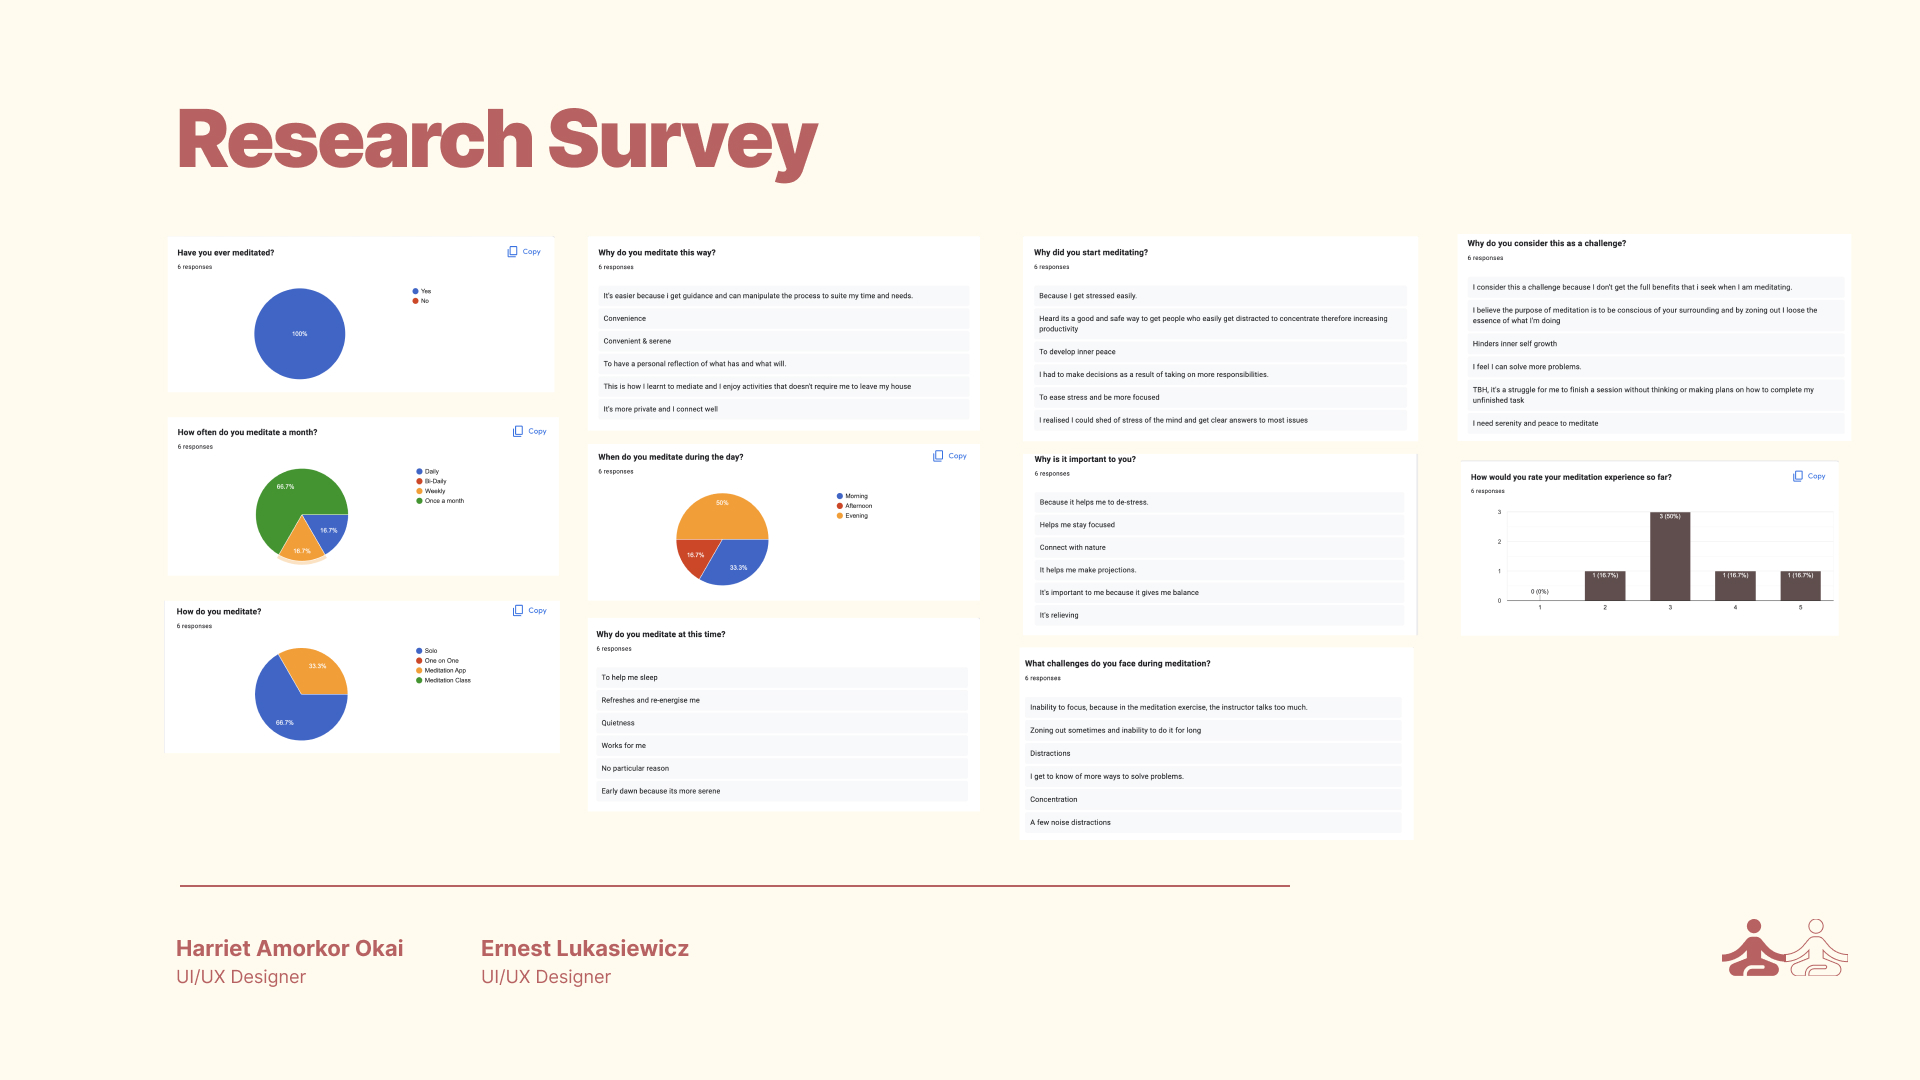 Research Survey
Have you ever meditated?
Copy
6 responses
Yes
No
100%
How often do you meditate a month?
Copy
6 responses
Daily
Bi-Daily
Weekly
Once a month
66.7%
16.7%
16.7%
How do you meditate?
Copy
6 responses
Solo
One on One
Meditation App
Meditation Class
33.3%
66.7%
Why do you meditate this way?
6 responses
It's easier because i get guidance and can manipulate the process to suite my time and needs.
Convenience
Convenient & serene
To have a personal reflection of what has and what will.
This is how I learnt to mediate and I enjoy activities that doesn't require me to leave my house
It's more private and I connect well
When do you meditate during the day?
Copy
6 responses
Morning
Afternoon
Evening
50%
16.7%
33.3%
Why do you meditate at this time?
6 responses
To help me sleep
Refreshes and re-energise me
Quietness
Works for me
No particular reason
Early dawn because its more serene
Why did you start meditating?
6 responses
Because I get stressed easily.
Heard its a good and safe way to get people who easily get distracted to concentrate therefore increasing
productivity
To develop inner peace
I had to make decisions as a result of taking on more responsibilities.
To ease stress and be more focused
I realised I could shed of stress of the mind and get clear answers to most issues
Why is it important to you?
6 responses
Because it helps me to de-stress.
Helps me stay focused
Connect with nature
It helps me make projections.
It's important to me because it gives me balance
It's relieving
What challenges do you face during meditation?
6 responses
Inability to focus, because in the meditation exercise, the instructor talks too much.
Zoning out sometimes and inability to do it for long
Distractions
I get to know of more ways to solve problems.
Concentration
A few noise distractions
Why do you consider this as a challenge?
6 responses
I consider this a challenge because I don't get the full benefits that i seek when I am meditating.
I believe the purpose of meditation is to be conscious of your surrounding and by zoning out I loose the
essence of what I'm doing
Hinders inner self growth
I feel I can solve more problems.
TBH, it's a struggle for me to finish a session without thinking or making plans on how to complete my
unfinished task
I need serenity and peace to meditate
How would you rate your meditation experience so far?
Copy
6 responses
3
2
1
0
0 (0%)
1 (16.7%)
3 (50%)
1 (16.7%)
1 (16.7%)
1
2
3
4
5
Harriet Amorkor Okai
UI/UX Designer
Ernest Lukasiewicz
UI/UX Designer